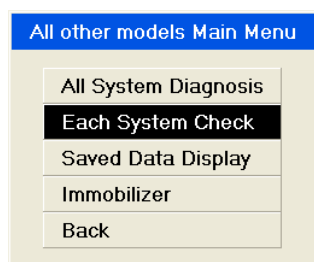 All other models Main Menu
All System Diagnosis
Each System Check
Saved Data Display
Immobilizer
Back